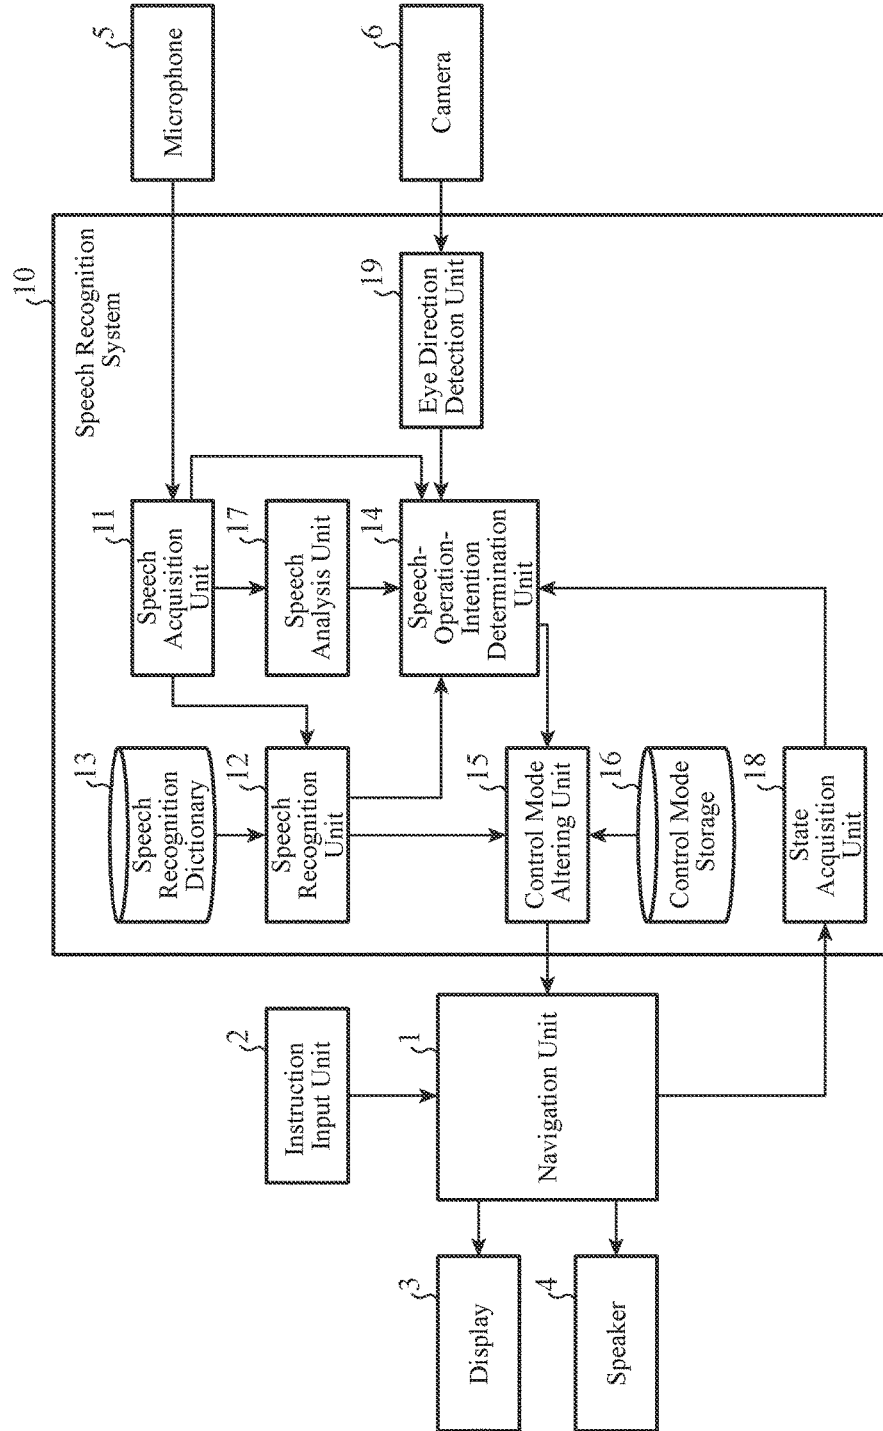 10
Speech Recognition
System
5
Microphone
6
Camera
11
Speech
Acquisition
Unit
17
Speech
Analysis Unit
14
Speech-
Operation-
Intention
Determination
Unit
19
Eye Direction
Detection Unit
13
Speech
Recognition
Dictionary
12
Speech
Recognition
Unit
15
Control Mode
Altering Unit
16
Control Mode
Storage
18
State
Acquisition
Unit
2
Instruction
Input Unit
1
Navigation Unit
3
Display
4
Speaker